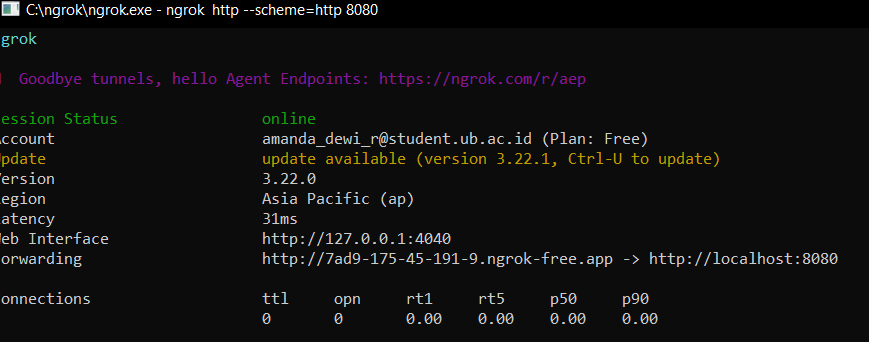 C:\ngrok\ngrok.exe - ngrok http --scheme=http 8080
grok
Goodbye tunnels, hello Agent Endpoints: https://ngrok.com/r/aep
ession Status online
ccount amanda_dewi_r@student.ub.ac.id (Plan: Free)
pdate update available (version 3.22.1, Ctrl-U to update)
ersion 3.22.0
egion Asia Pacific (ap)
atency 31ms
eb Interface http://127.0.0.1:4040
orwarding http://7ad9-175-45-191-9.ngrok-free.app -> http://localhost:8080
onnections ttl opn rt1 rt5 p50 p90
0 0 0.00 0.00 0.00 0.00